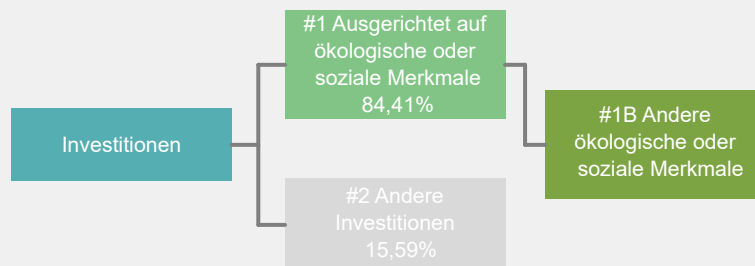 Investitionen
#1 Ausgerichtet auf
ökologische oder
soziale Merkmale
84,41%
#2 Andere
Investitionen
15,59%
#1B Andere
ökologische oder
soziale Merkmale